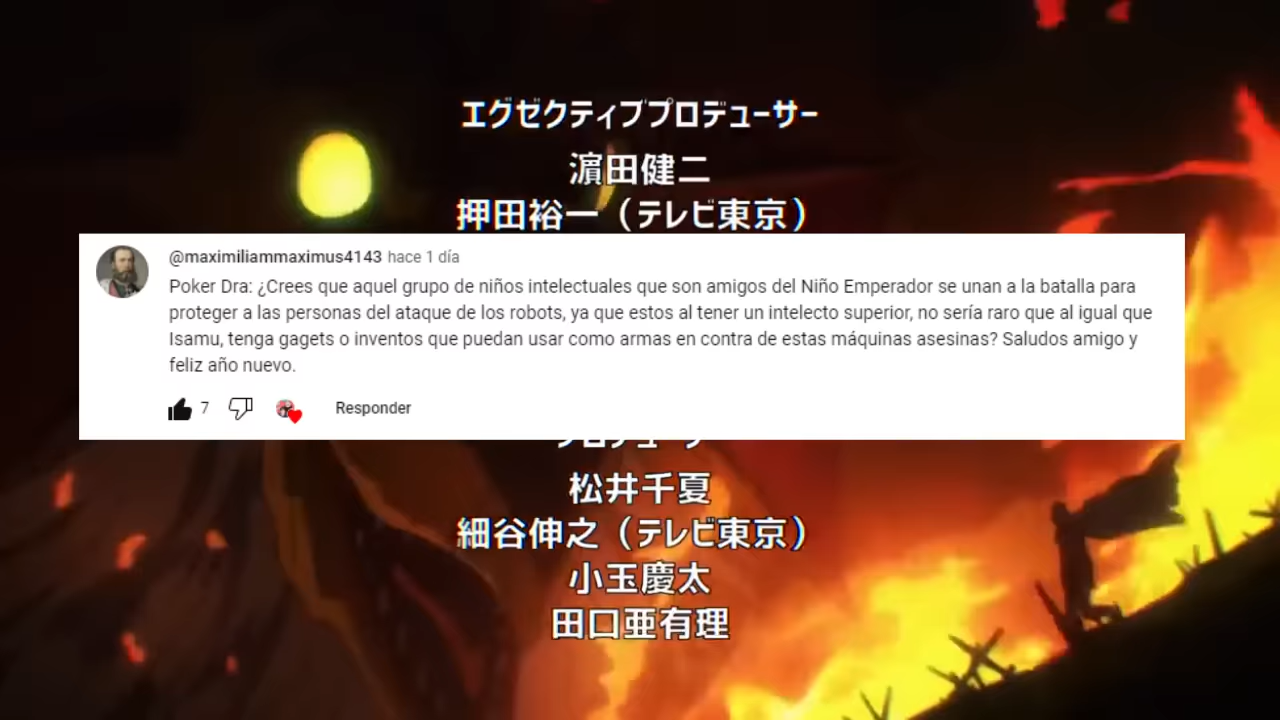 エグゼクティブプロデューサー
濵田健二
押田裕一（テレビ東京）
@maximiliammaximus4143 hace 1 día
Poker Dra: ¿Crees que aquel grupo de niños intelectuales que son amigos del Niño Emperador se unan a la batalla para
proteger a las personas del ataque de los robots, ya que estos al tener un intelecto superior, no sería raro que al igual que
Isamu, tenga gagets o inventos que puedan usar como armas en contra de estas máquinas asesinas? Saludos amigo y
feliz año nuevo.
7
Responder
松井千夏
細谷伸之（テレビ東京）
小玉慶太
田口亜有理